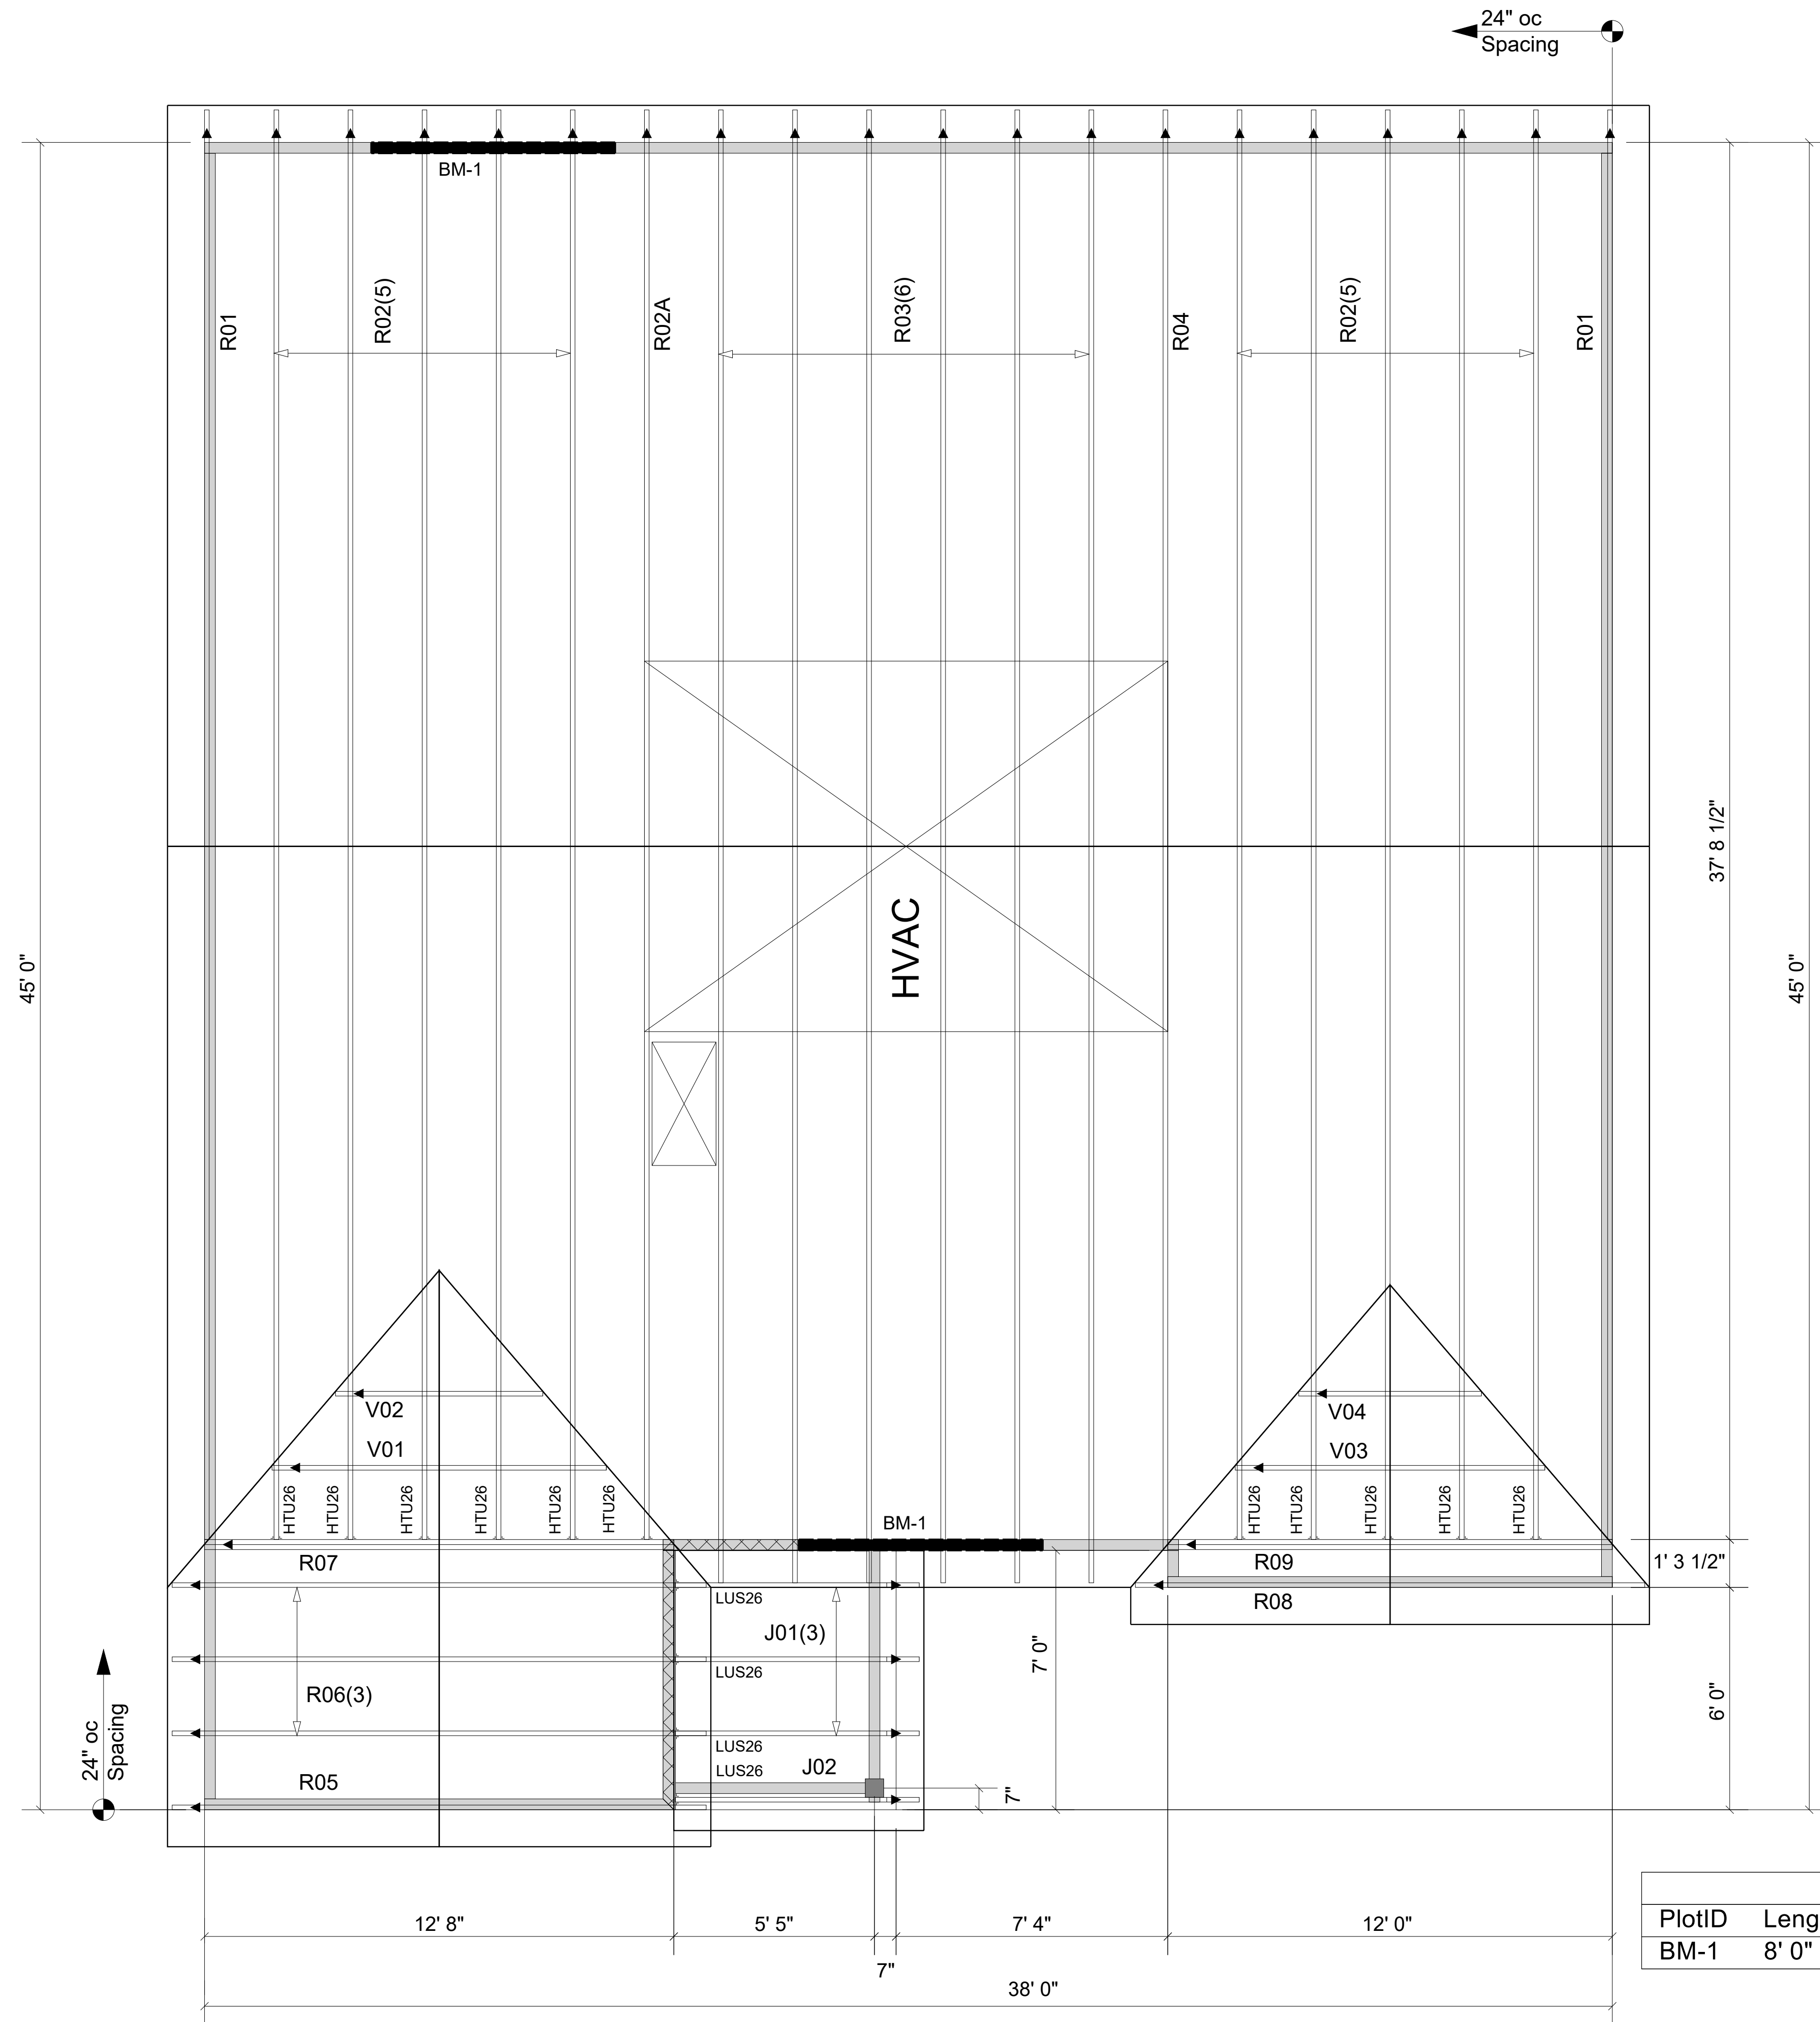 24" oc
Spacing
BM-1
R01
R02(5)
R02A
R03(6)
R04
R02(5)
R01
37' 8 1/2"
45' 0"
45' 0"
HVAC
V02
V04
V01
V03
HTU26
HTU26
HTU26
HTU26
HTU26
HTU26
HTU26
HTU26
HTU26
HTU26
HTU26
BM-1
R07
R09
1' 3 1/2"
LUS26
R08
J01(3)
7' 0"
LUS26
R06(3)
6' 0"
24" oc
Spacing
LUS26
LUS26
J02
R05
7"
12' 8"
5' 5"
7' 4"
12' 0"
7"
38' 0"
PlotID Leng
BM-1 8' 0"